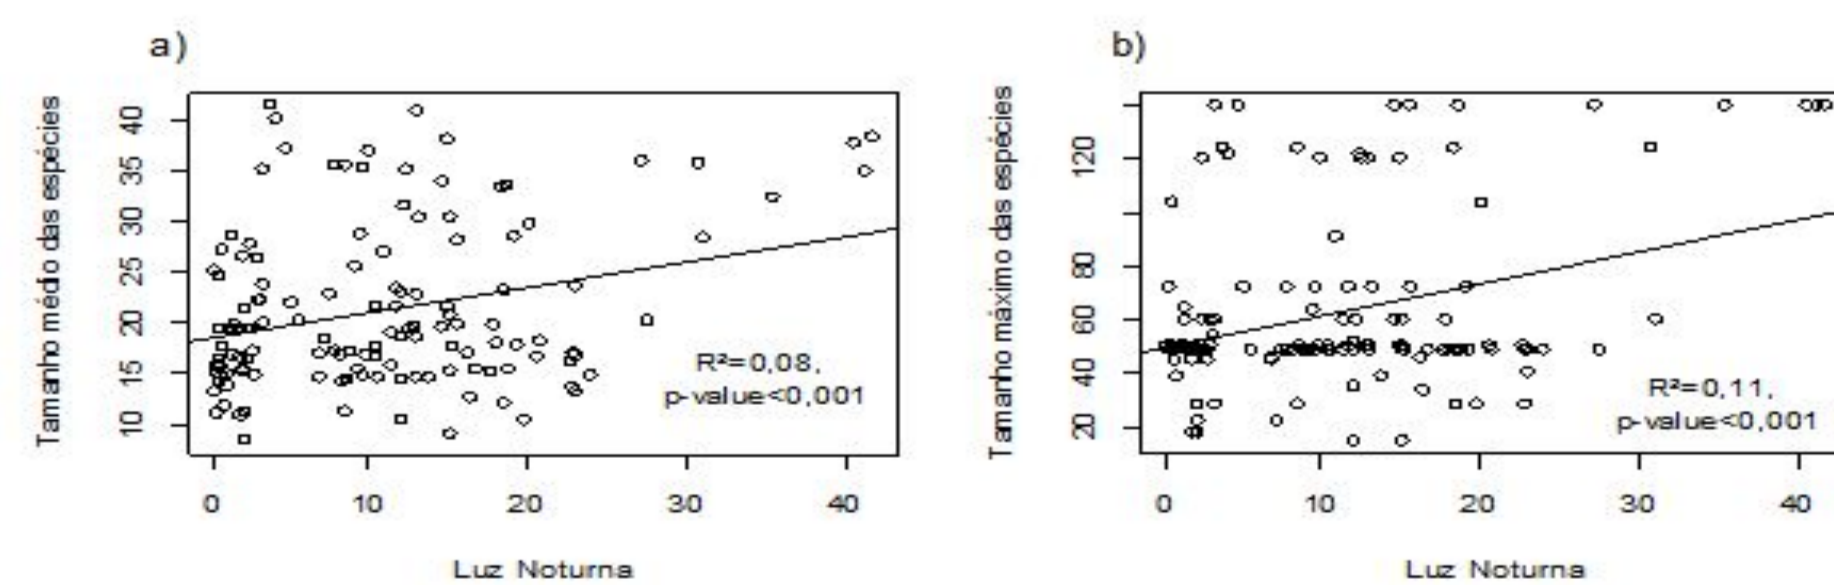 a)
Tamanho médio das espécies
40
35
30
25
20
15
10
R²=0,08,
p-value<0,001
0 10 20 30 40
Luz Noturna
b)
Tamanho máximo das espécies
120
80
60
40
20
R²=0,11,
p-value<0,001
0 10 20 30 40
Luz Noturna